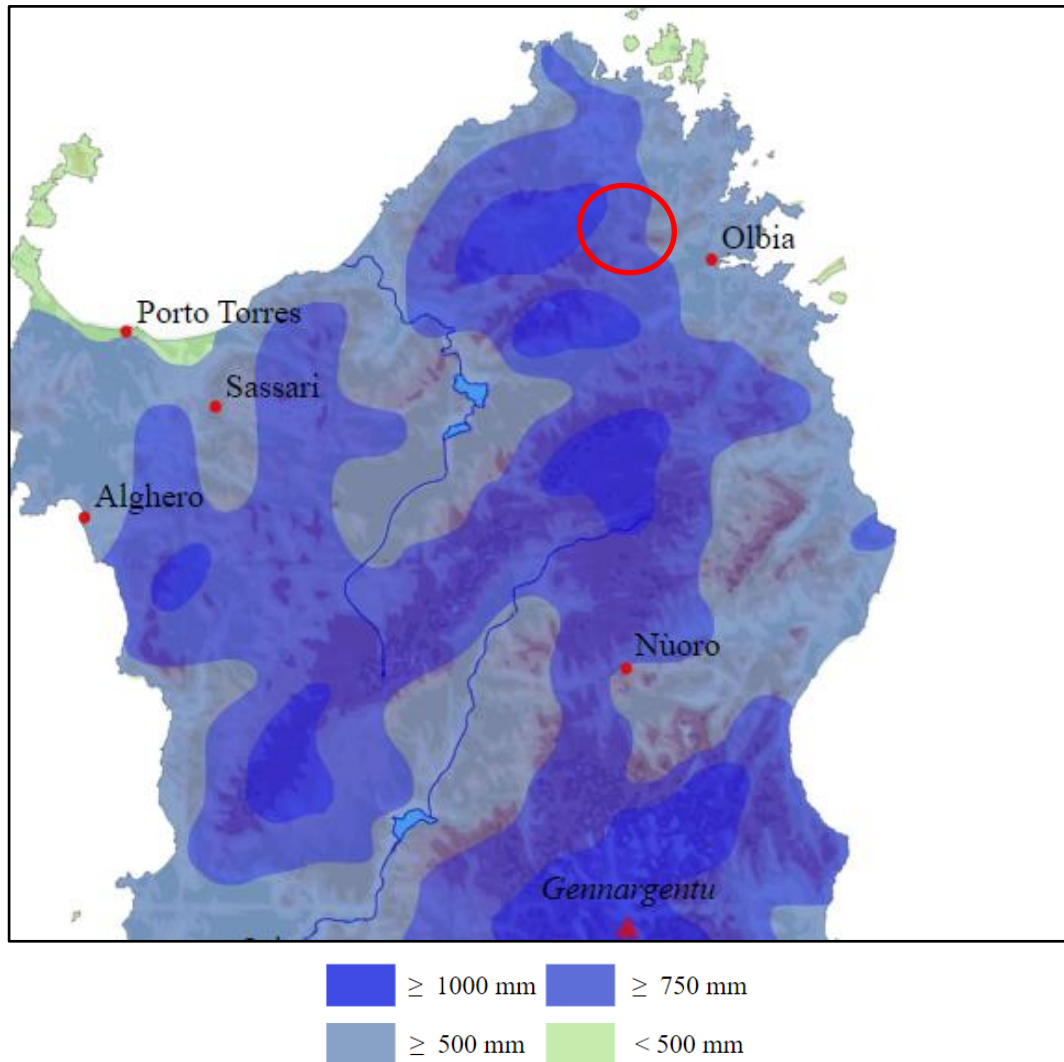 Olbia
Porto Torres
Sassari
Alghero
Nùoro
Gennargentu
≥ 1000 mm
≥ 750 mm
≥ 500 mm
< 500 mm